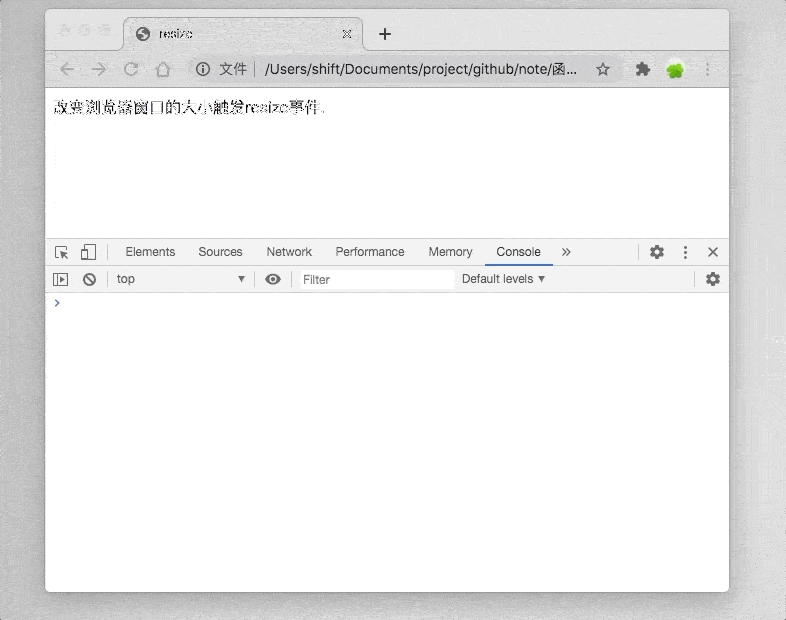 resize
文件 /Users/shift/Documents/project/github/note/函...
改变浏览器窗口的大小触发resize事件.
Elements Sources Network Performance Memory Console »
top Filter Default levels